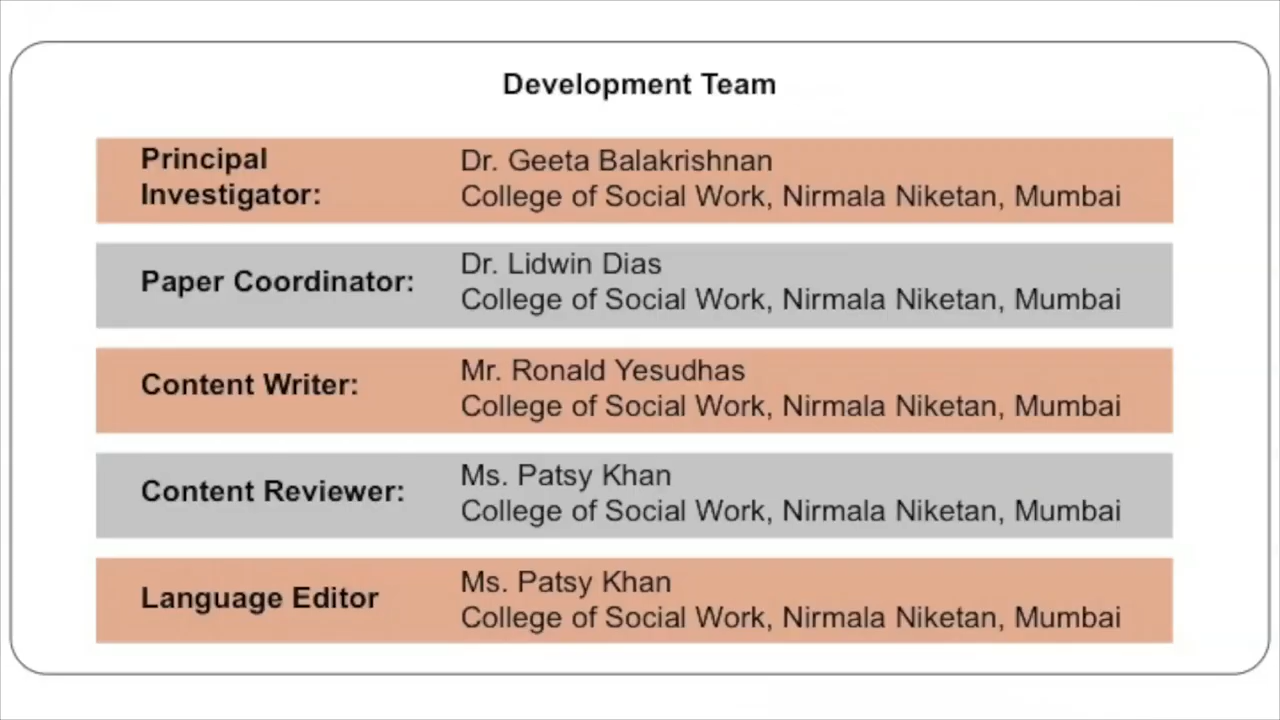 Development Team
Principal
Investigator:
Dr. Geeta Balakrishnan
College of Social Work, Nirmala Niketan, Mumbai
Paper Coordinator:
Dr. Lidwin Dias
College of Social Work, Nirmala Niketan, Mumbai
Content Writer:
Mr. Ronald Yesudhas
College of Social Work, Nirmala Niketan, Mumbai
Content Reviewer:
Ms. Patsy Khan
College of Social Work, Nirmala Niketan, Mumbai
Language Editor
Ms. Patsy Khan
College of Social Work, Nirmala Niketan, Mumbai